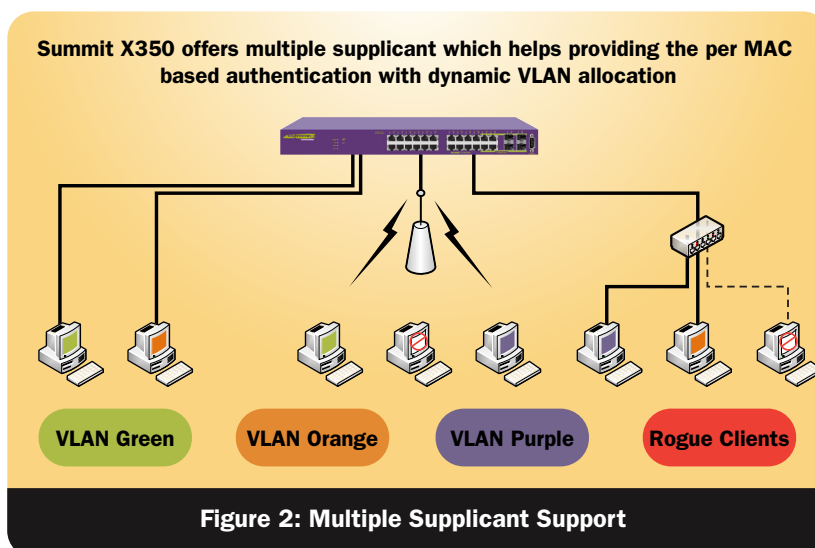 Summit X350 offers multiple supplicant which helps providing the per MAC
based authentication with dynamic VLAN allocation
VLAN Green
VLAN Orange
VLAN Purple
Rogue Clients
Figure 2: Multiple Supplicant Support